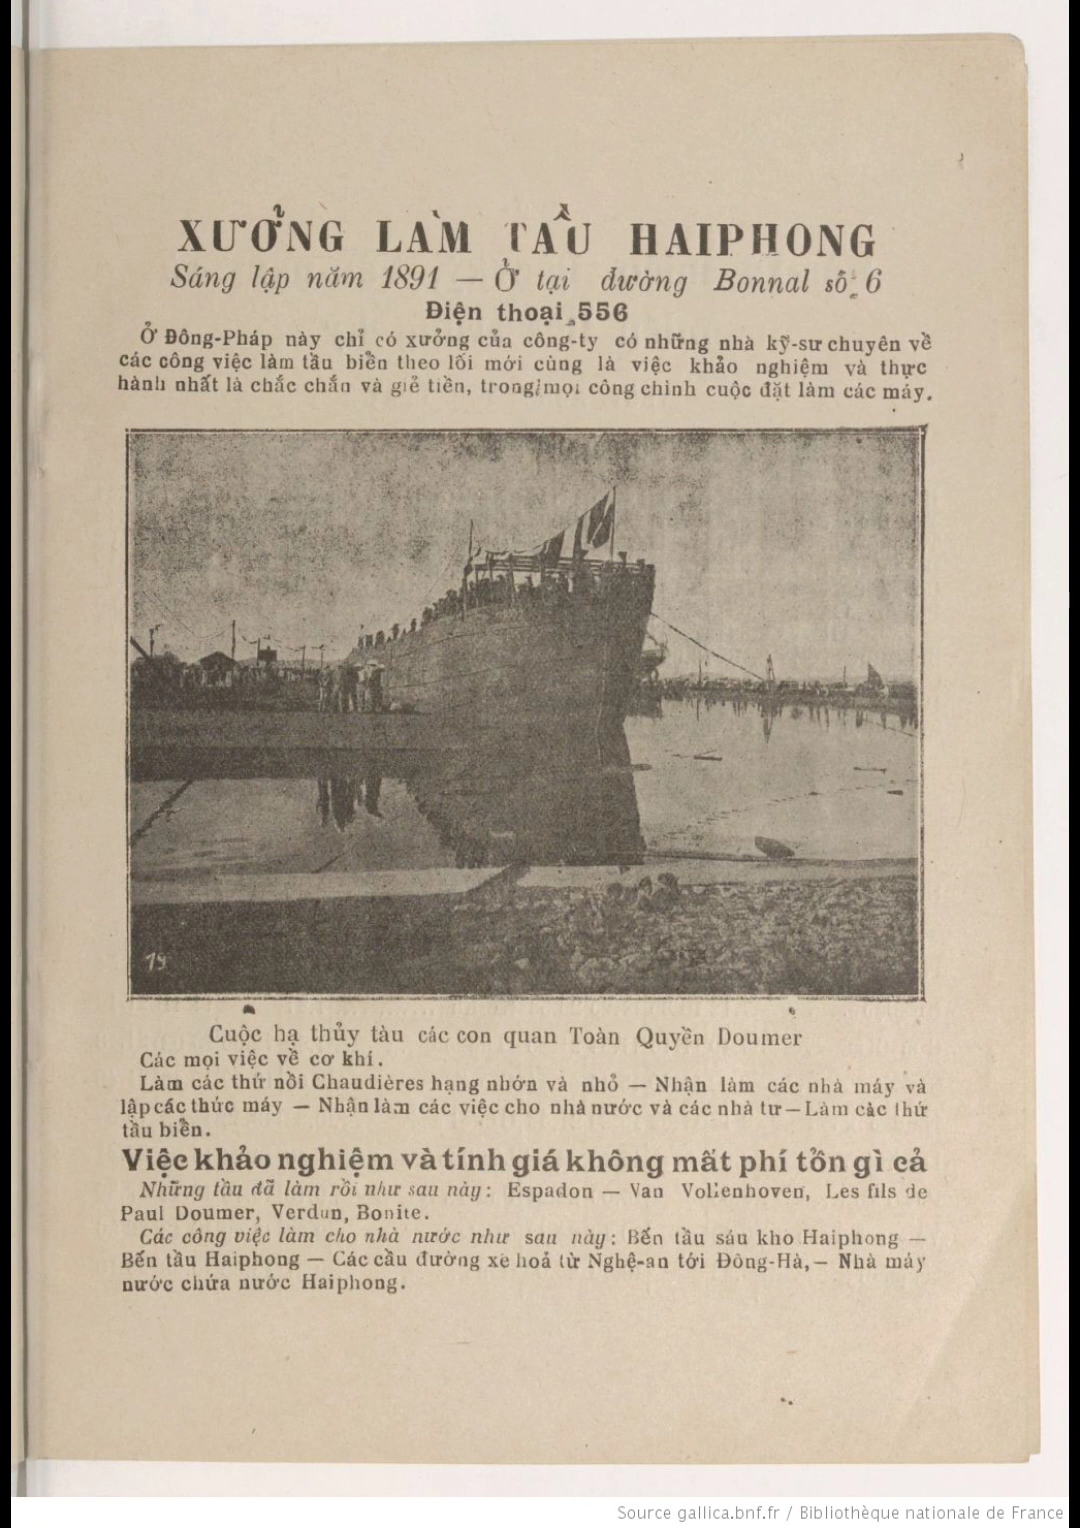 XƯỞNG LÀM TẦU HAIPHONG
Sáng lập năm 1891 — Ở tại đường Bonnal số 6
Điện thoại 556
Ở Đông-Pháp này chỉ có xưởng của công-ty có những nhà kỹ-sư chuyên về
các công việc làm tầu biển theo lối mới cùng là việc khảo nghiệm và thực
hành nhất là chắc chắn và giẻ tiền, trong mọi công chinh cuộc đặt làm các máy.
19
Cuộc hạ thủy tàu các con quan Toàn Quyền Doumer
Các mọi việc về cơ khí.
Làm các thứ nồi Chaudières hạng nhớn và nhỏ — Nhận làm các nhà máy và
lập các thức máy — Nhận làm các việc cho nhà nước và các nhà tư — Làm các thứ
tầu biển.
Việc khảo nghiệm và tính giá không mất phí tổn gì cả
Những tầu đã làm rồi như sau này: Espadon — Van Vollenhoven, Les fils de
Paul Doumer, Verdun, Bonite.
Các công việc làm cho nhà nước như sau này: Bến tầu sáu kho Haiphong —
Bến tầu Haiphong — Các cầu đường xe hoả từ Nghệ-an tới Đông-Hà, — Nhà máy
nước chứa nước Haiphong.
Source gallica.bnf.fr / Bibliothèque nationale de France